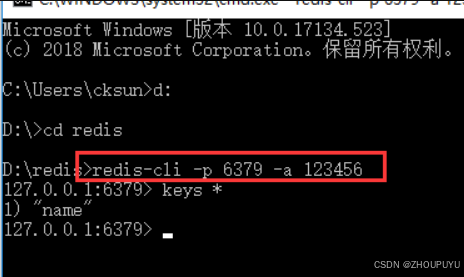 C:\WINDOWS\system32\cmd.exe - redis-cli -p 6379 -a 123
Microsoft Windows [版本 10.0.17134.523]
(c) 2018 Microsoft Corporation。保留所有权利。
C:\Users\cksun>d:
D:\>cd redis
D:\redis>redis-cli -p 6379 -a 123456
127.0.0.1:6379> keys *
1) "name"
127.0.0.1:6379>
CSDN @ZHOUPUYU